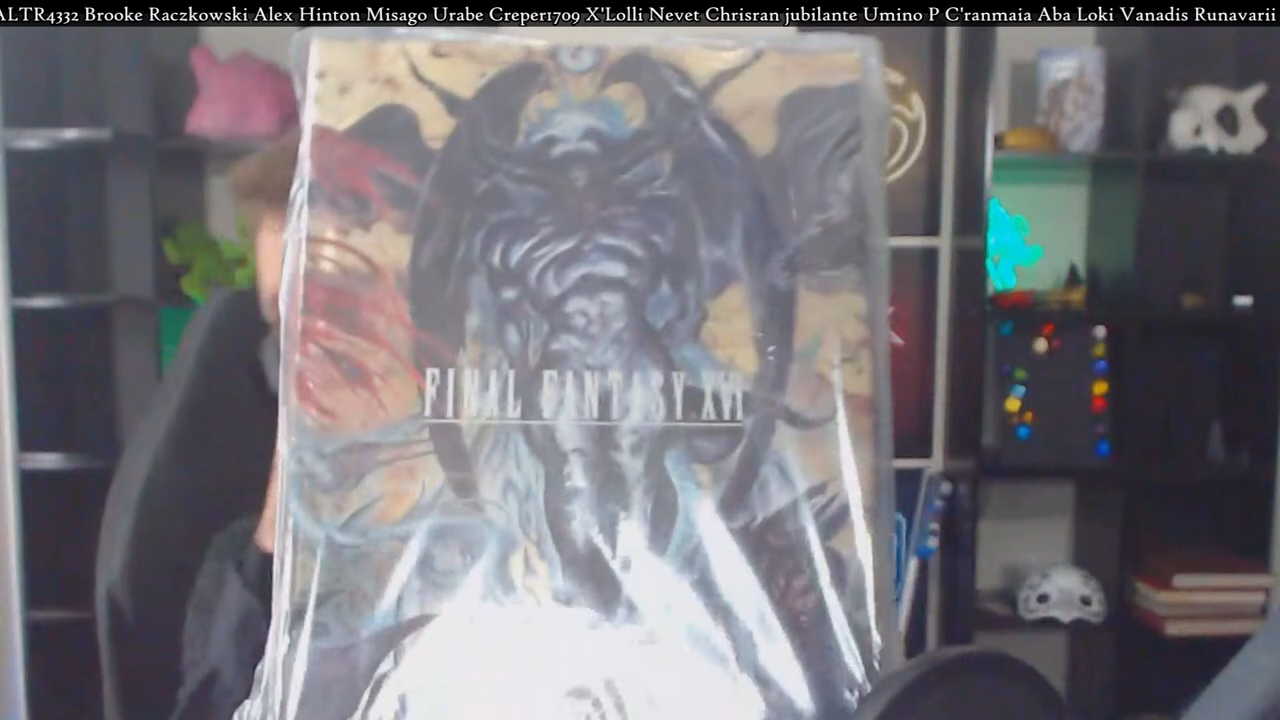 ALTR4332 Brooke Raczkowski Alex Hinton Misago Urabe Creper1709 X'Lolli Nevet Chrisran jubilante Umino P C'ranmaia Aba Loki Vanadis Runavarii
FINAL FANTASY XVI